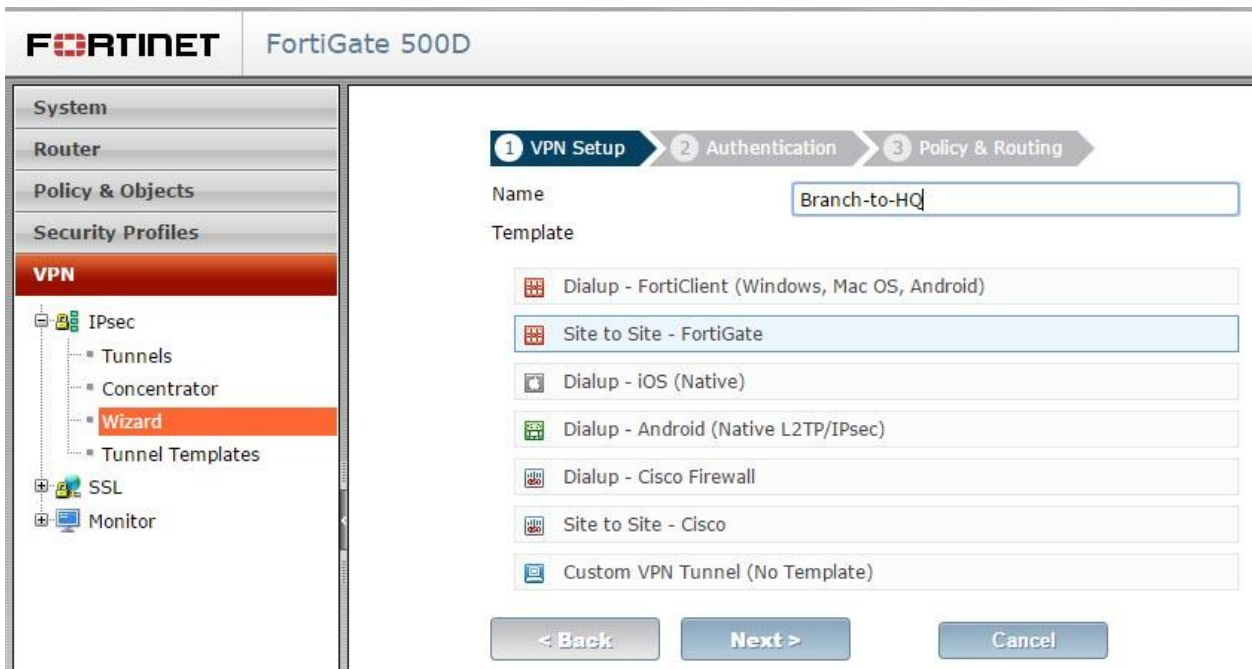 FORTINET FortiGate 500D
System
Router
Policy & Objects
Security Profiles
VPN
IPsec
Tunnels
Concentrator
Wizard
Tunnel Templates
SSL
Monitor
1 VPN Setup 2 Authentication 3 Policy & Routing
Name Branch-to-HQ
Template
Dialup - FortiClient (Windows, Mac OS, Android)
Site to Site - FortiGate
Dialup - iOS (Native)
Dialup - Android (Native L2TP/IPsec)
Dialup - Cisco Firewall
Site to Site - Cisco
Custom VPN Tunnel (No Template)
< Back Next > Cancel